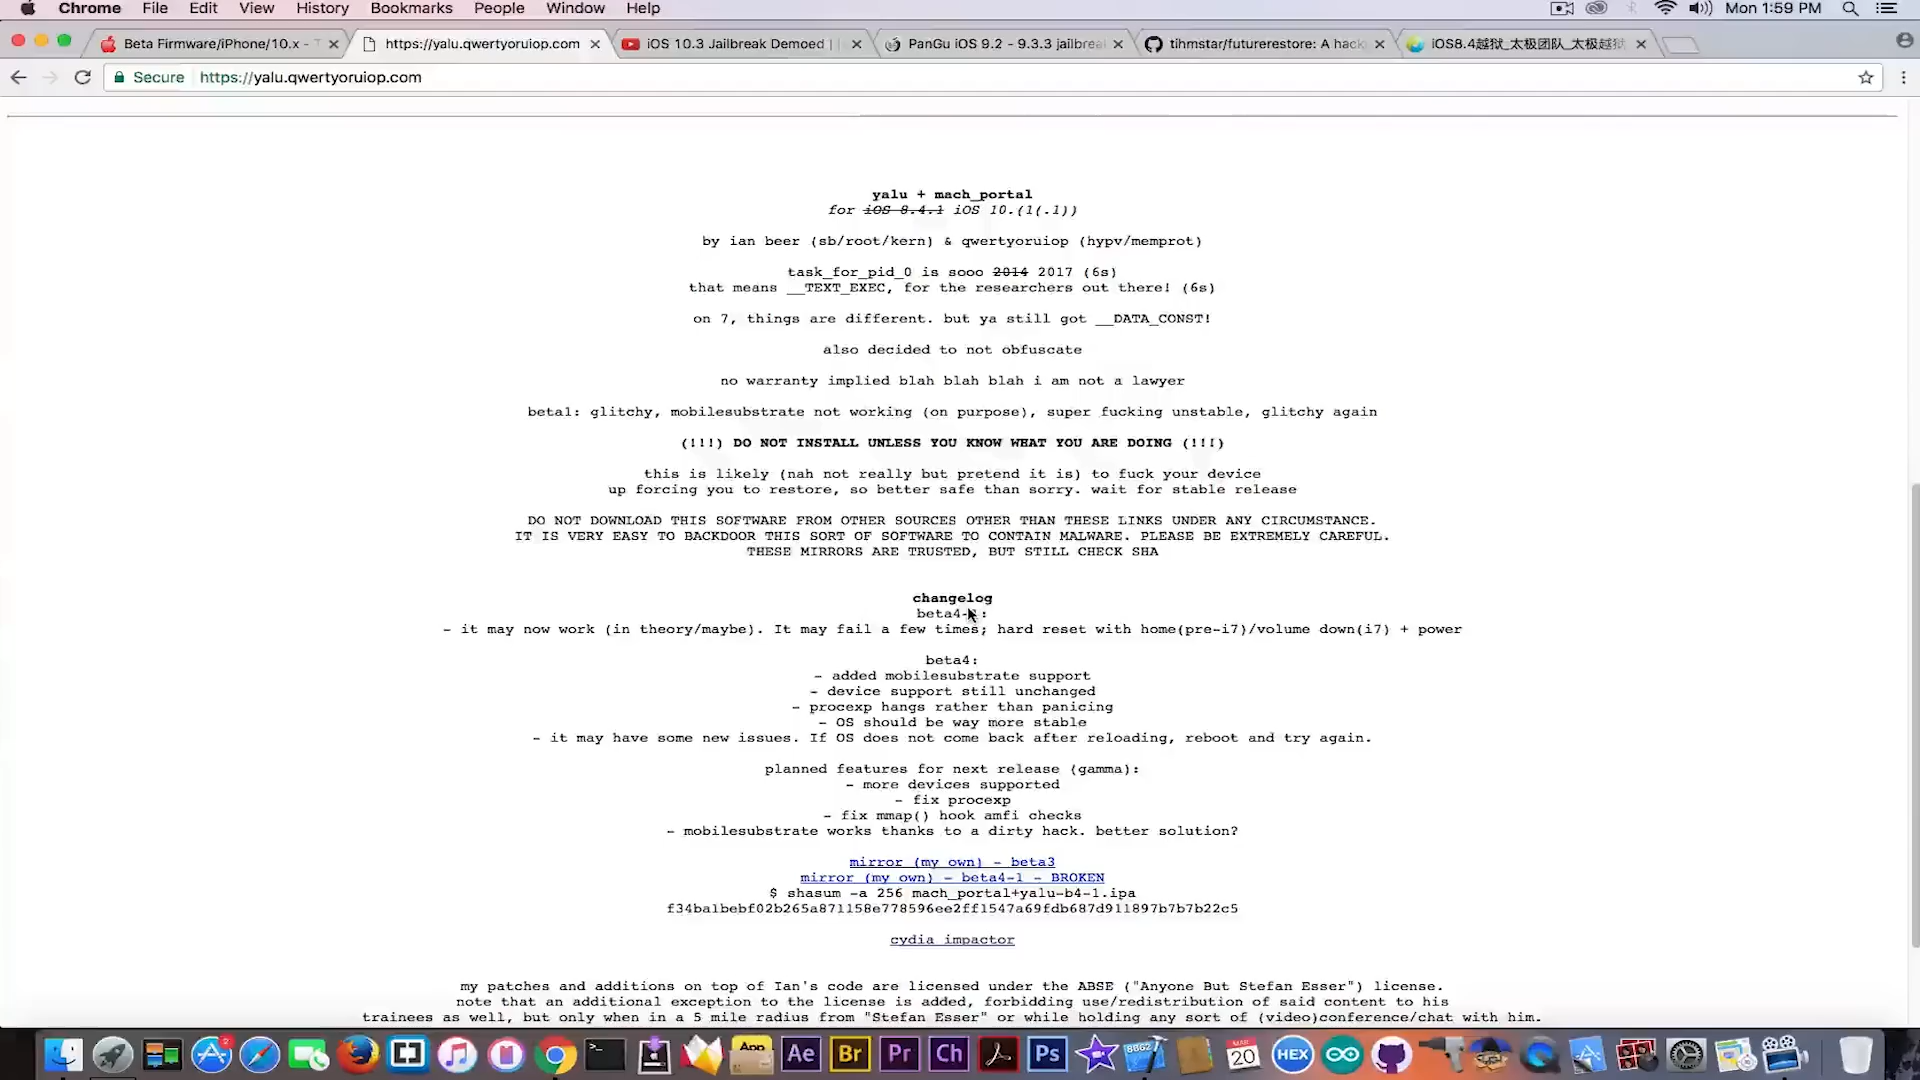 Chrome File Edit View History Bookmarks People Window Help Mon 1:59 PM
Beta Firmware/iPhone/10.x - T https://yalu.qwertyoruiop.com iOS 10.3 Jailbreak Demoed | PanGu iOS 9.2 - 9.3.3 jailbrea tihmstar/futurerestore: A hack iOS8.4越狱_太极团队_太极越狱
Secure https://yalu.qwertyoruiop.com
yalu + mach_portal
for iOS 8.4.1 iOS 10.(1(.1))
by ian beer (sb/root/kern) & qwertyoruiop (hypv/memprot)
task_for_pid_0 is sooo 2014 2017 (6s)
that means __TEXT_EXEC, for the researchers out there! (6s)
on 7, things are different. but ya still got __DATA_CONST!
also decided to not obfuscate
no warranty implied blah blah blah i am not a lawyer
beta1: glitchy, mobilesubstrate not working (on purpose), super fucking unstable, glitchy again
(!!!) DO NOT INSTALL UNLESS YOU KNOW WHAT YOU ARE DOING (!!!)
this is likely (nah not really but pretend it is) to fuck your device
up forcing you to restore, so better safe than sorry. wait for stable release
DO NOT DOWNLOAD THIS SOFTWARE FROM OTHER SOURCES OTHER THAN THESE LINKS UNDER ANY CIRCUMSTANCE.
IT IS VERY EASY TO BACKDOOR THIS SORT OF SOFTWARE TO CONTAIN MALWARE. PLEASE BE EXTREMELY CAREFUL.
THESE MIRRORS ARE TRUSTED, BUT STILL CHECK SHA
changelog
- it may now work (in theory/maybe). It may fail a few times; hard reset with home(pre-i7)/volume down(i7) + power
beta4:
- added mobilesubstrate support
- device support still unchanged
- procexp hangs rather than panicing
- OS should be way more stable
- it may have some new issues. If OS does not come back after reloading, reboot and try again.
planned features for next release (gamma):
- more devices supported
- fix procexp
- fix mmap() hook amfi checks
- mobilesubstrate works thanks to a dirty hack. better solution?
mirror (my own) - beta3
mirror (my own) - beta4-1 - BROKEN
$ shasum -a 256 mach_portal+yalu-b4-1.ipa
f34ba1bebf02b265a871158e778596ee2ff1547a69fdb687d911897b7b7b22c5
cydia impactor
my patches and additions on top of Ian's code are licensed under the ABSE ("Anyone But Stefan Esser") license.
note that an additional exception to the license is added, forbidding use/redistribution of said content to his
trainees as well, but only when in a 5 mile radius from "Stefan Esser" or while holding any sort of (video)conference/chat with him.
2 App Ae Br Pr Ch Ps 8862 MAR 20 HEX